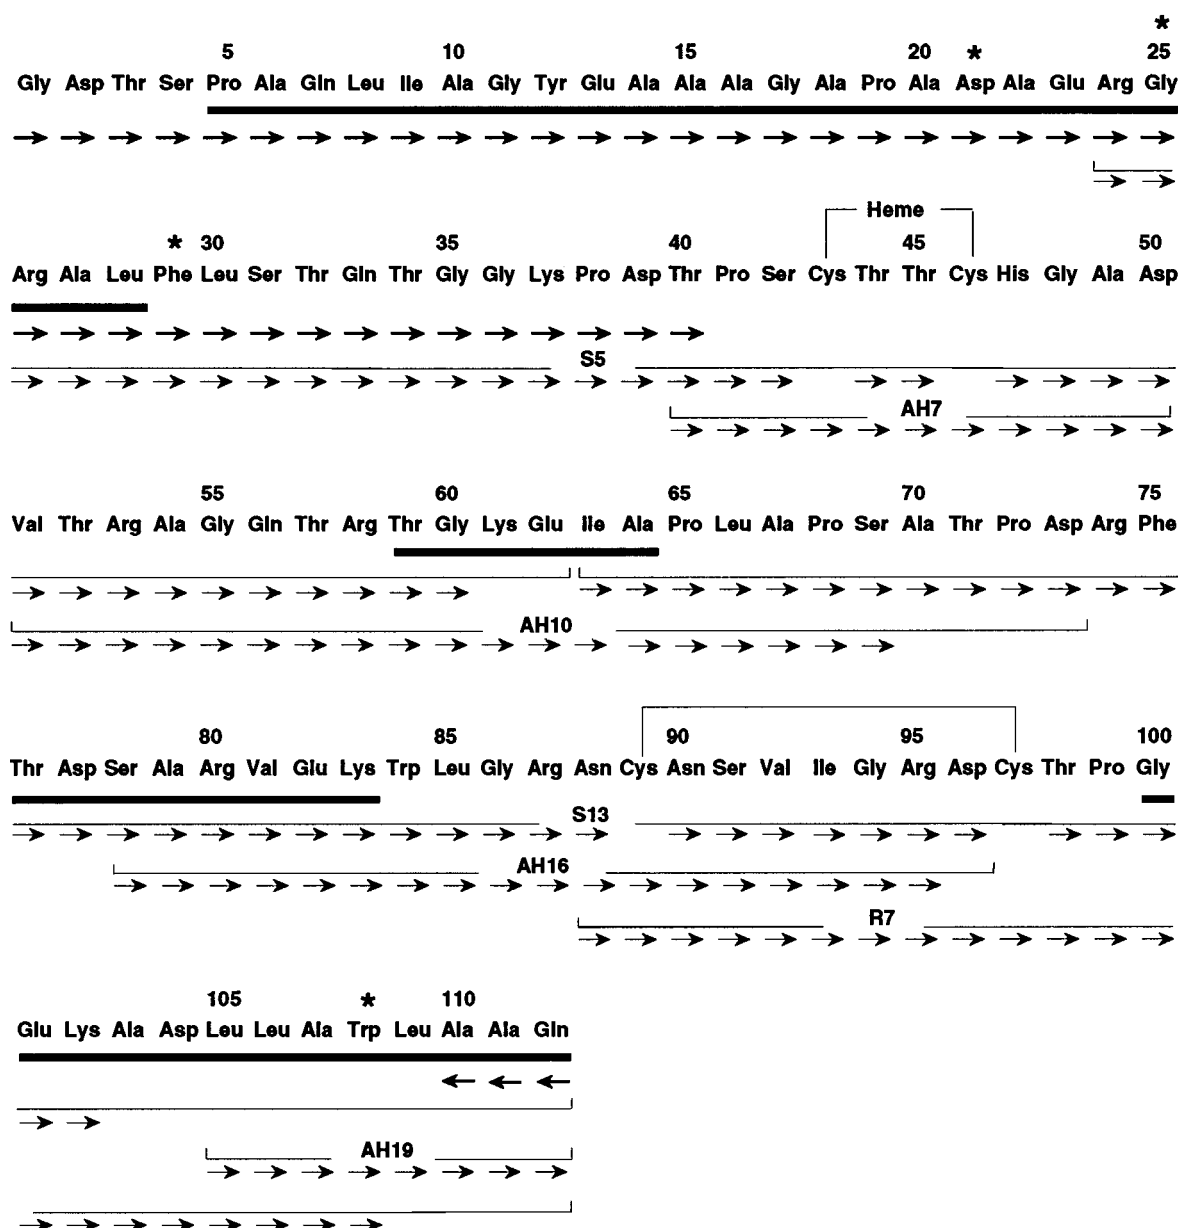 *
5 10 15 20 * 25
Gly Asp Thr Ser Pro Ala Gln Leu Ile Ala Gly Tyr Glu Ala Ala Ala Gly Ala Pro Ala Asp Ala Glu Arg Gly
Heme
* 30 35 40 45 50
Arg Ala Leu Phe Leu Ser Thr Gln Thr Gly Gly Lys Pro Asp Thr Pro Ser Cys Thr Thr Cys His Gly Ala Asp
S5
AH7
55 60 65 70 75
Val Thr Arg Ala Gly Gln Thr Arg Thr Gly Lys Glu Ile Ala Pro Leu Ala Pro Ser Ala Thr Pro Asp Arg Phe
AH10
80 85 90 95 100
Thr Asp Ser Ala Arg Val Glu Lys Trp Leu Gly Arg Asn Cys Asn Ser Val Ile Gly Arg Asp Cys Thr Pro Gly
S13
AH16
R7
105 * 110
Glu Lys Ala Asp Leu Leu Ala Trp Leu Ala Ala Gln
AH19